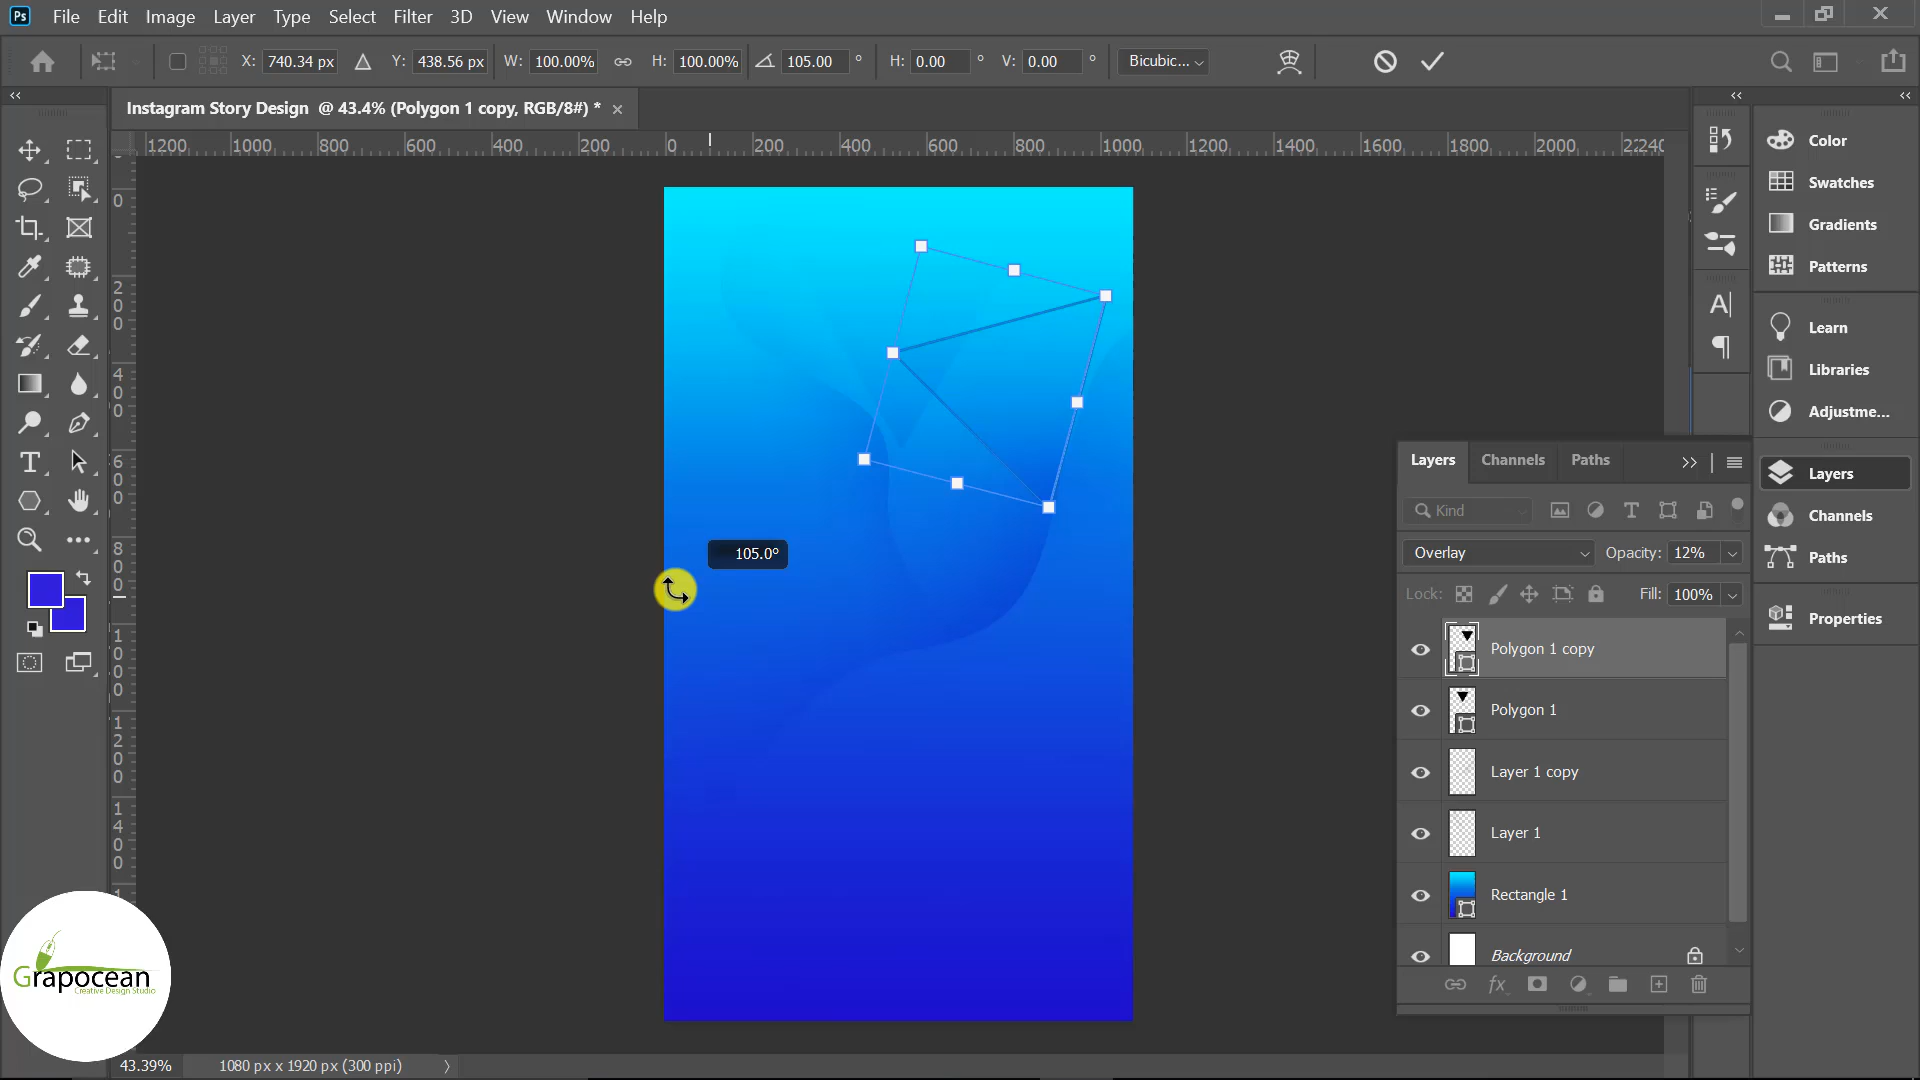 Ps File Edit Image Layer Type Select Filter 3D View Window Help
X: 740.34 px Y: 438.56 px W: 100.00% H: 100.00% 105.00 ° H: 0.00 ° V: 0.00 ° Bicubic...
Instagram Story Design @ 43.4% (Polygon 1 copy, RGB/8#) *
1200 1000 800 600 400 200 0 200 400 600 800 1000 1200 1400 1600 1800 2000
0
200
400
600
800
1000
1200
1400
105.0°
Color
Swatches
Gradients
Patterns
Learn
Libraries
Adjustme...
Layers
Channels
Paths
Properties
Layers Channels Paths
Kind
Overlay Opacity: 12%
Lock: Fill: 100%
Polygon 1 copy
Polygon 1
Layer 1 copy
Layer 1
Rectangle 1
Background
fx
Grapocean
Creative Design Studio
43.39% 1080 px x 1920 px (300 ppi)